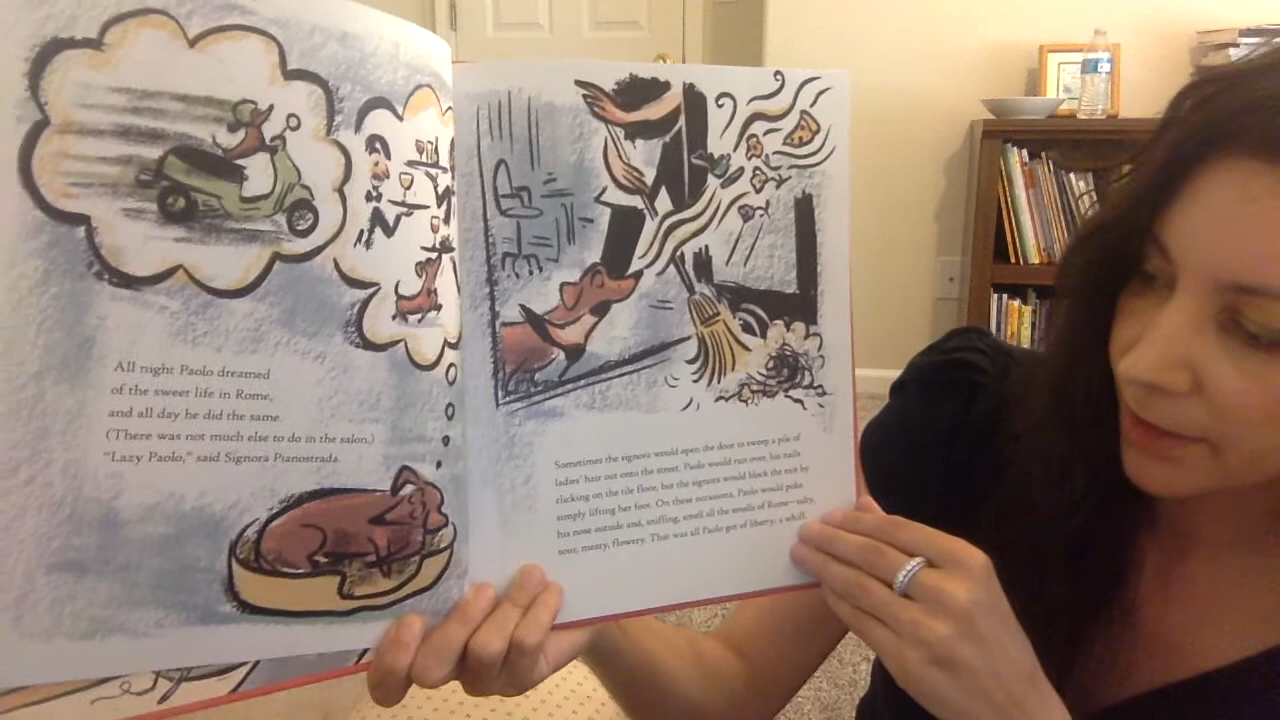 All night Paolo dreamed
of the sweet life in Rome,
and all day he did the same.
(There was not much else to do in the salon.)
"Lazy Paolo," said Signora Pianostrada.
Sometimes the signora would open the door to sweep a pile of
ladies' hair out onto the street. Paolo would run over, his nails
clicking on the tile floor, but the signora would block the exit by
simply lifting her foot. On these occasions, Paolo would poke
his nose outside and, sniffing, smell all the smells of Rome—salty,
sour, meaty, flowery. That was all Paolo got of liberty: a whiff.